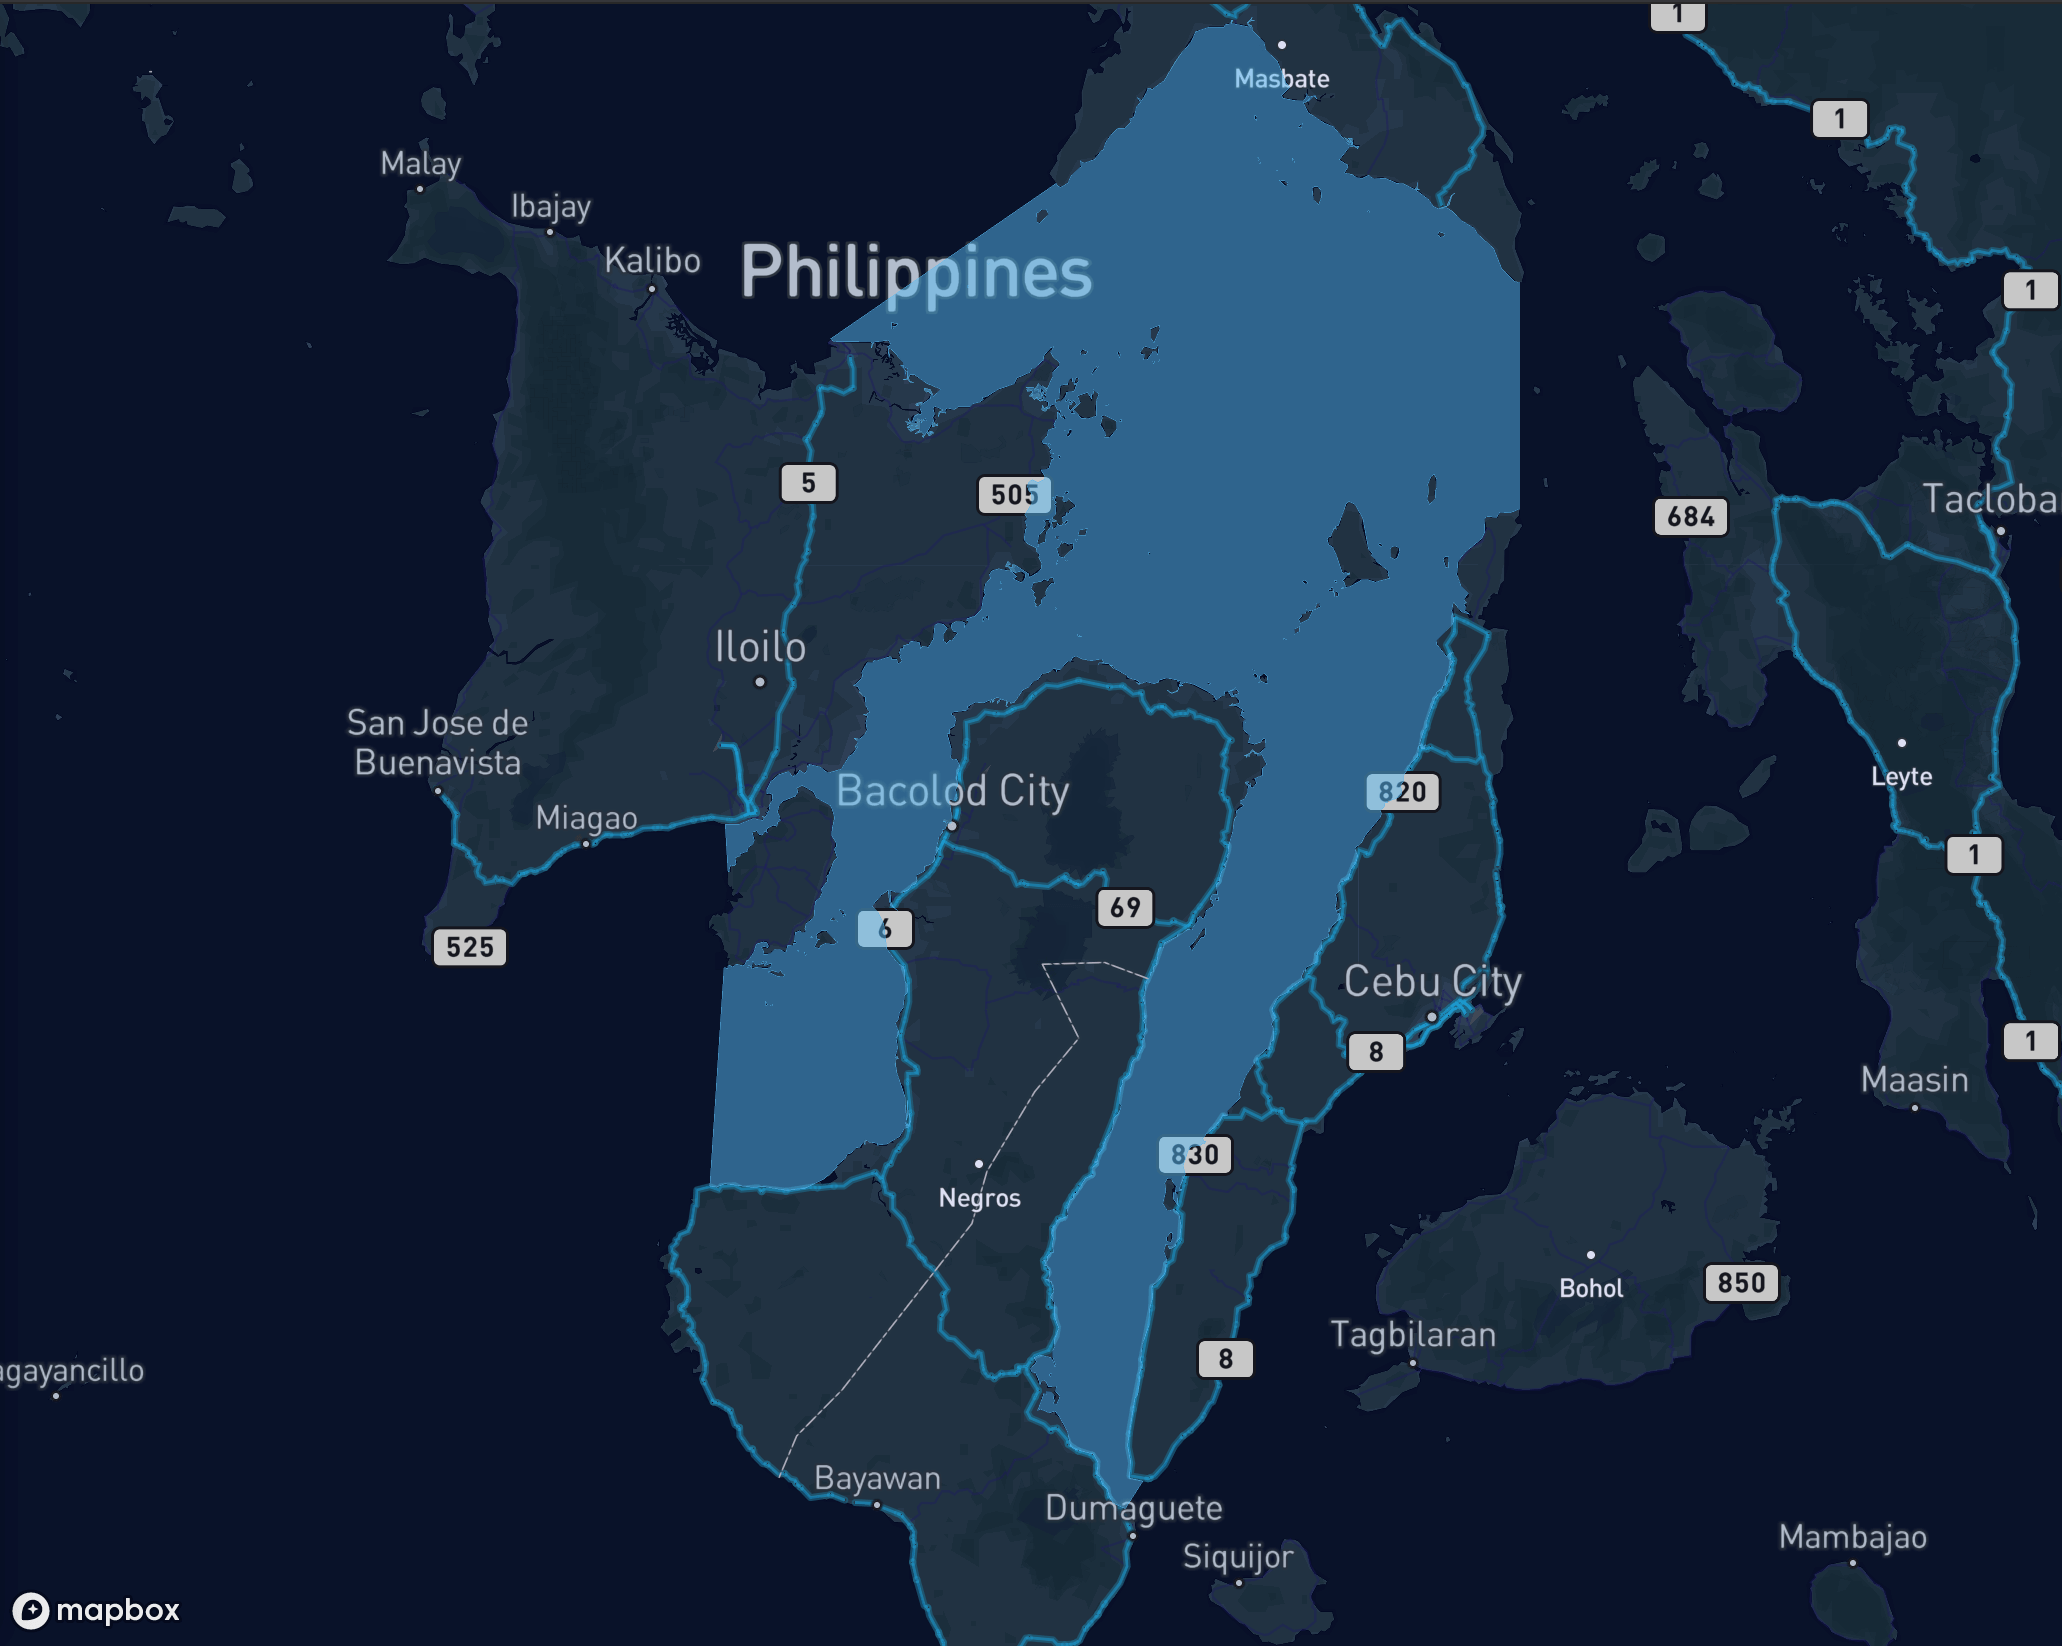 1
Masbate
1
Malay
Ibajay
Kalibo
Philippines
1
5
505
684
Tacloba
Iloilo
San Jose de
Buenavista
Leyte
Bacolod City
820
Miagao
1
69
6
525
Cebu City
8
1
Maasin
830
Negros
Bohol
850
Tagbilaran
8
agayancillo
Bayawan
Dumaguete
Mambajao
Siquijor
mapbox